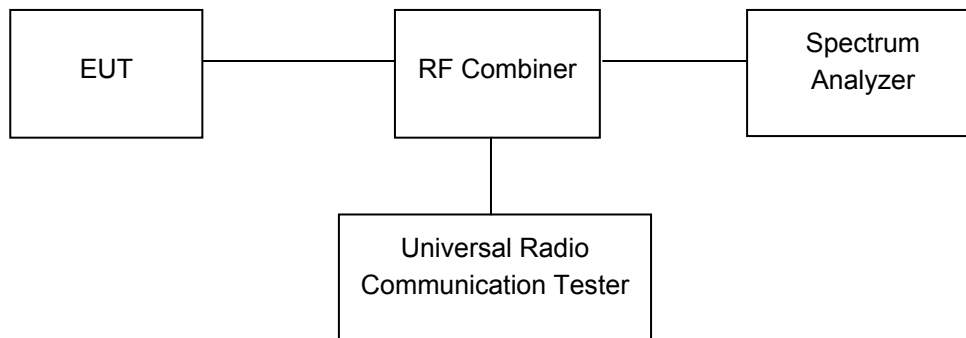 EUT
RF Combiner
Spectrum
Analyzer
Universal Radio
Communication Tester